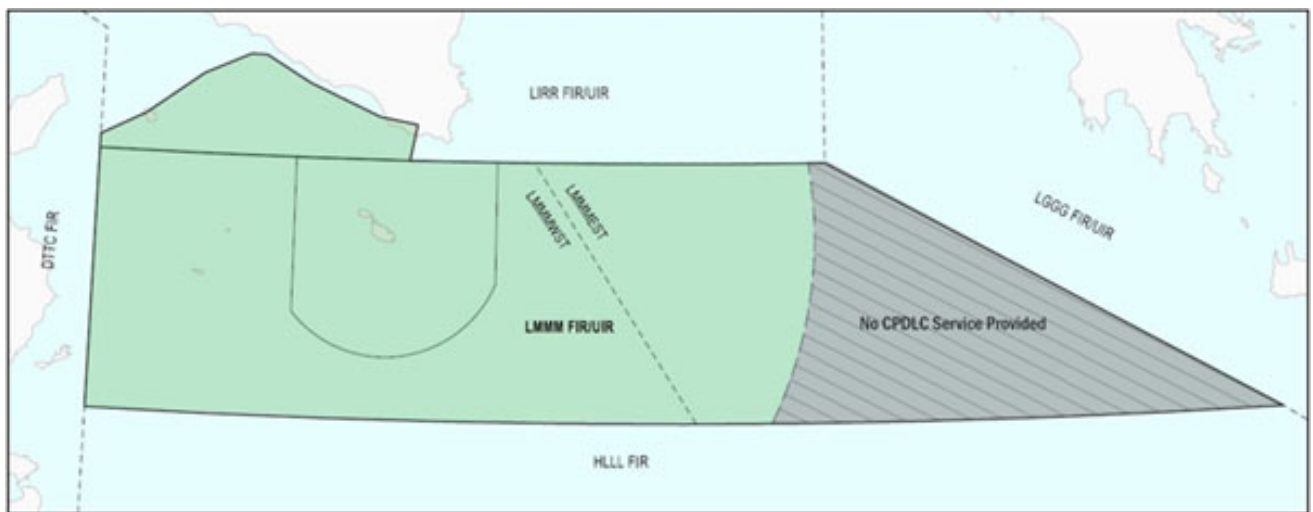 LIRR FIR/UIR
LGGG FIR/UIR
DTTC FIR
LMMMWST
LMMMEST
LMMM FIR/UIR
No CPDLC Service Provided
HLLL FIR